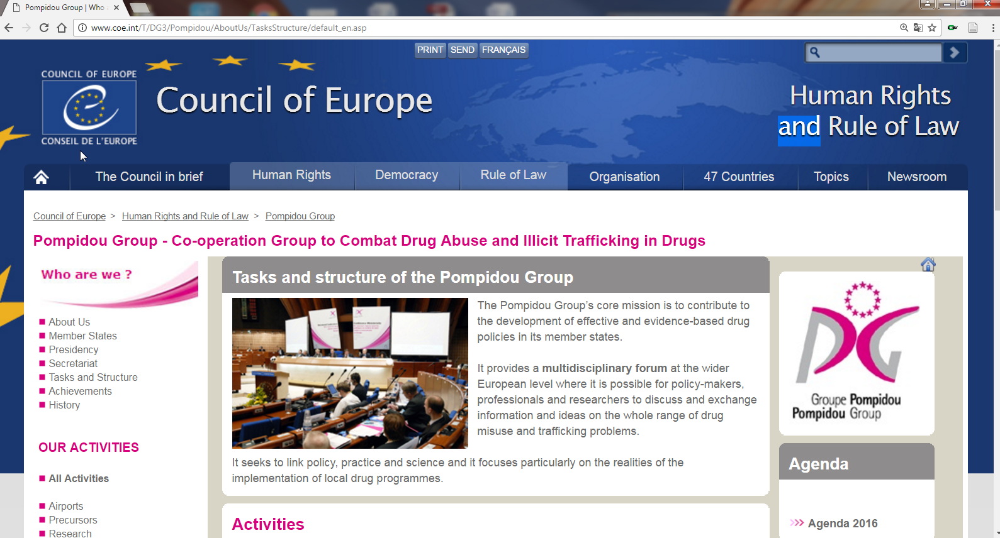 Pompidou Group | Who
www.coe.int/T/DG3/Pompidou/AboutUs/TasksStructure/default_en.asp
PRINT SEND FRANÇAIS
COUNCIL OF EUROPE
CONSEIL DE L'EUROPE
Council of Europe
Human Rights
and Rule of Law
The Council in brief Human Rights Democracy Rule of Law Organisation 47 Countries Topics Newsroom
Council of Europe > Human Rights and Rule of Law > Pompidou Group
Pompidou Group - Co-operation Group to Combat Drug Abuse and Illicit Trafficking in Drugs
Who are we ?
About Us
Member States
Presidency
Secretariat
Tasks and Structure
Achievements
History
OUR ACTIVITIES
All Activities
Airports
Precursors
Research
Tasks and structure of the Pompidou Group
The Pompidou Group's core mission is to contribute to
the development of effective and evidence-based drug
policies in its member states.
It provides a multidisciplinary forum at the wider
European level where it is possible for policy-makers,
professionals and researchers to discuss and exchange
information and ideas on the whole range of drug
misuse and trafficking problems.
It seeks to link policy, practice and science and it focuses particularly on the realities of the
implementation of local drug programmes.
Activities
PG
Groupe Pompidou
Pompidou Group
Agenda
Agenda 2016